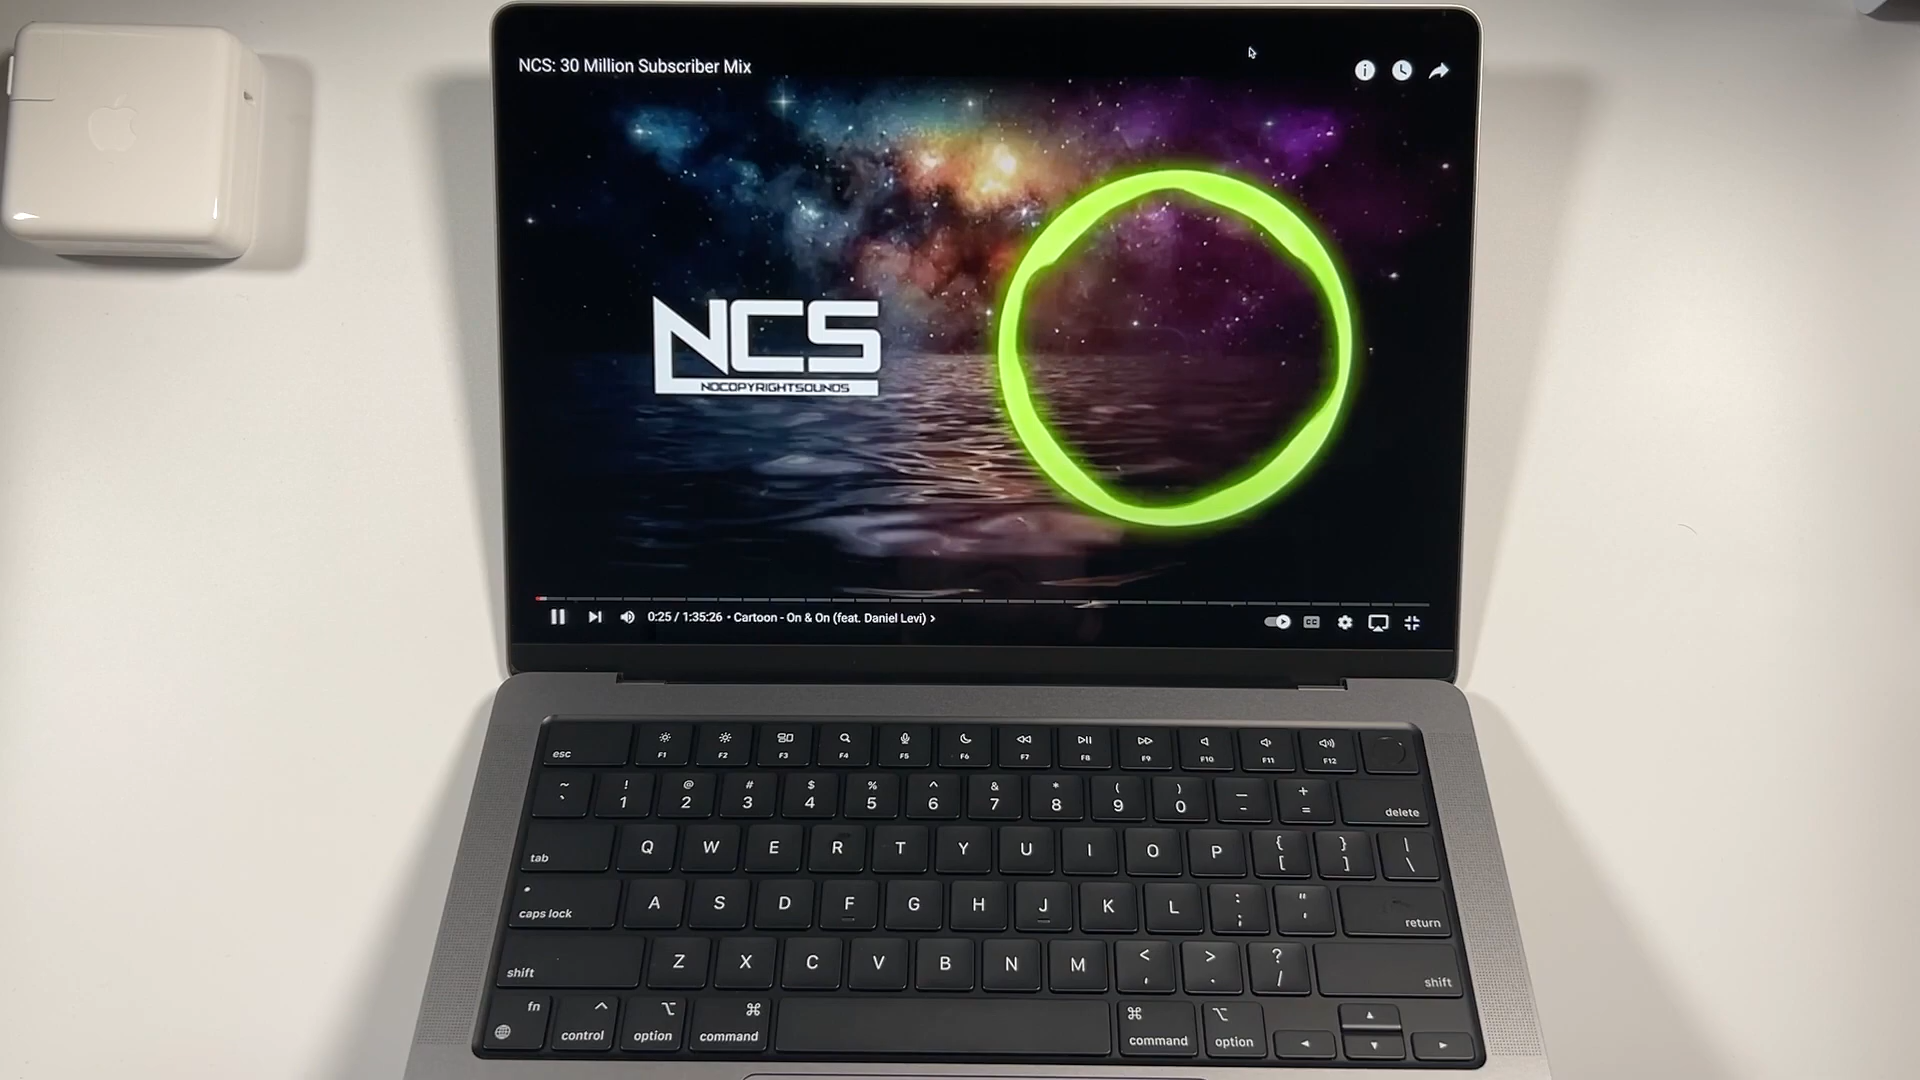 NCS: 30 Million Subscriber Mix
NCS
NOCOPYRIGHTSOUNDS
0:25 / 1:35:26 • Cartoon - On & On (feat. Daniel Levi) >
CC
esc F1 F2 F3 F4 F5 F6 F7 F8 F9 F10 F11 F12
~ ! @ # $ % ^ & * ( ) — +
` 1 2 3 4 5 6 7 8 9 0 - = delete
tab Q W E R T Y U I O P { [ } ] | \
caps lock A S D F G H J K L : ; " ' return
shift Z X C V B N M < , > . ? / shift
fn control ^ option ⌥ command ⌘ ⌘ command ⌥ option